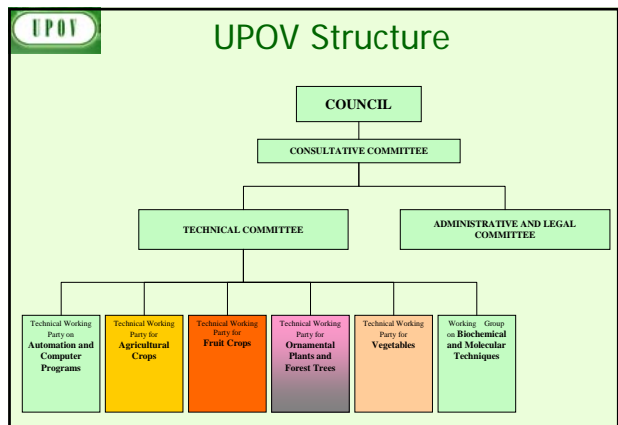 UPOV
UPOV Structure
COUNCIL
CONSULTATIVE COMMITTEE
TECHNICAL COMMITTEE
ADMINISTRATIVE AND LEGAL
COMMITTEE
Technical Working
Party on
Automation and
Computer
Programs
Technical Working
Party for
Agricultural
Crops
Technical Working
Party for
Fruit Crops
Technical Working
Party for
Ornamental
Plants and
Forest Trees
Technical Working
Party for
Vegetables
Working Group
on Biochemical
and Molecular
Techniques